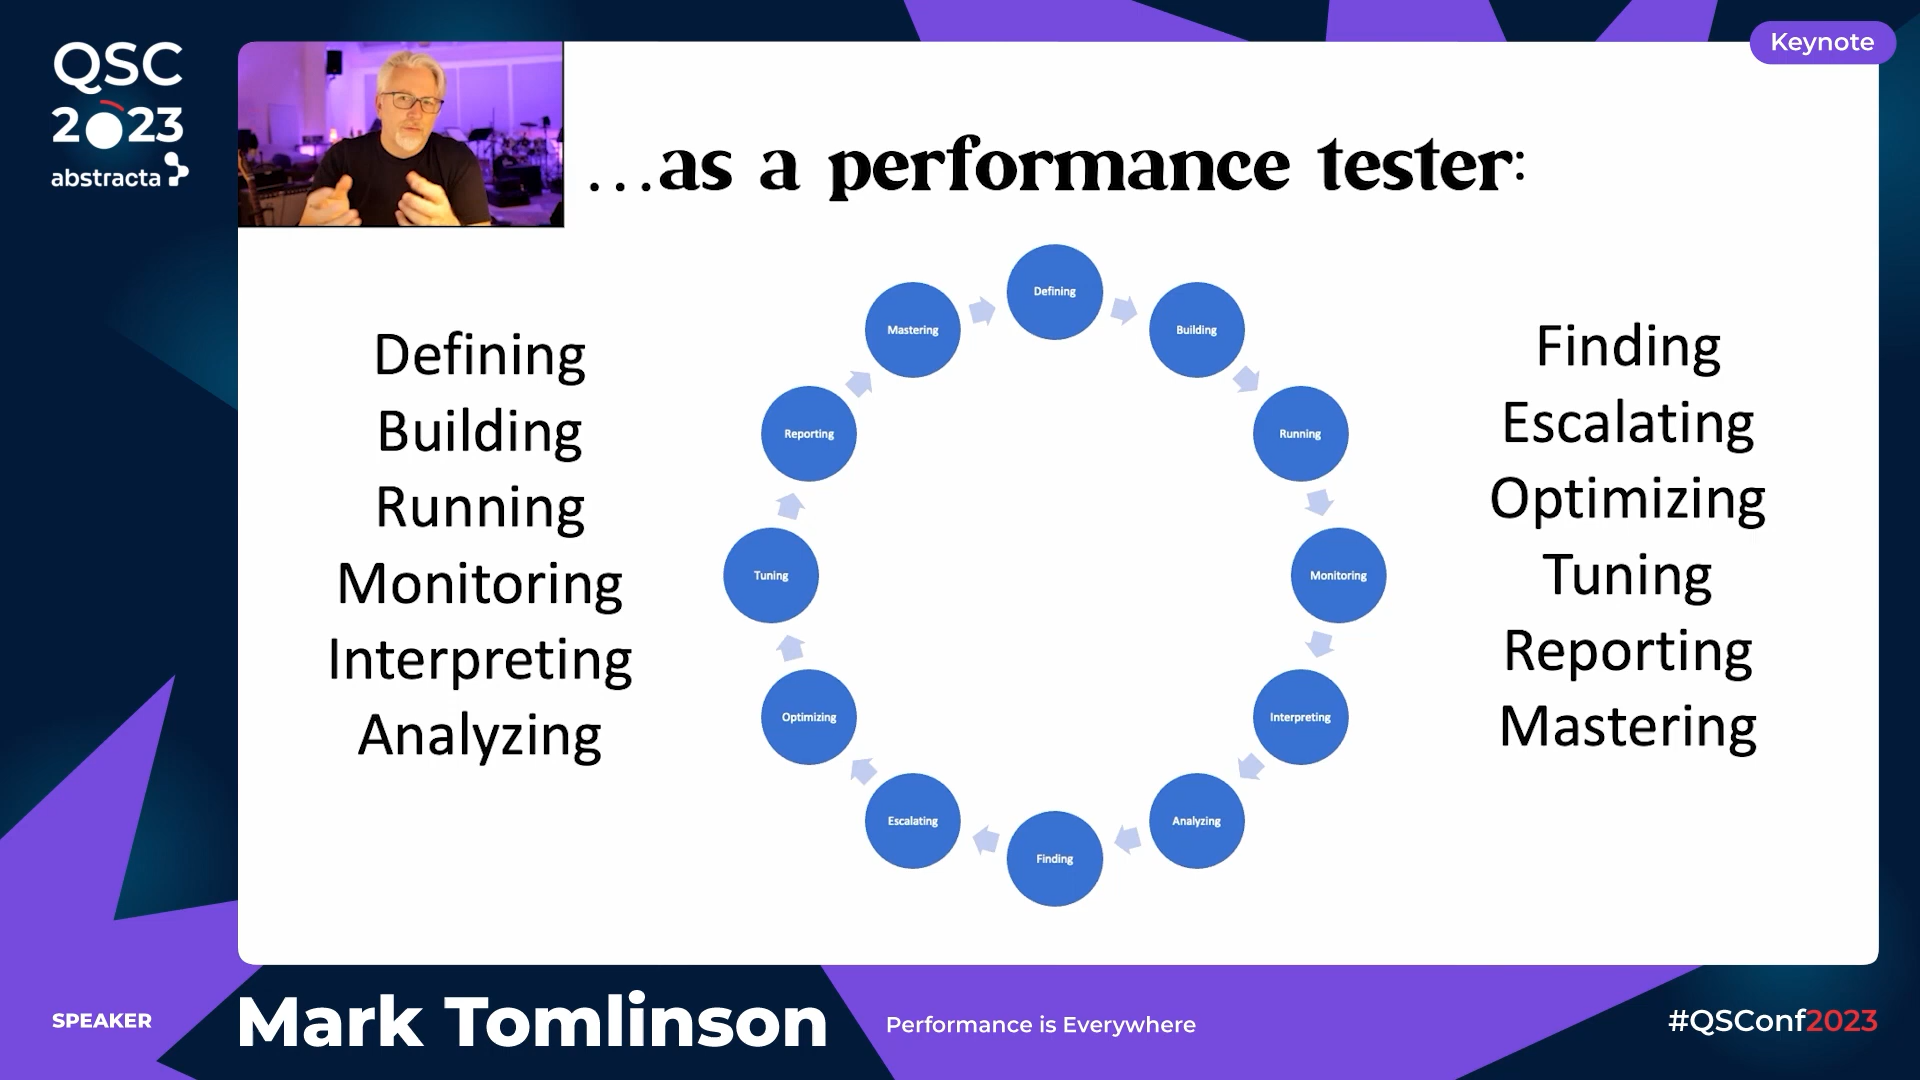 QSC
2023
abstracta
Keynote
...as a performance tester:
Defining
Building
Running
Monitoring
Interpreting
Analyzing
Defining
Building
Running
Monitoring
Interpreting
Analyzing
Finding
Escalating
Optimizing
Tuning
Reporting
Mastering
Finding
Escalating
Optimizing
Tuning
Reporting
Mastering
SPEAKER
Mark Tomlinson
Performance is Everywhere
#QSConf2023